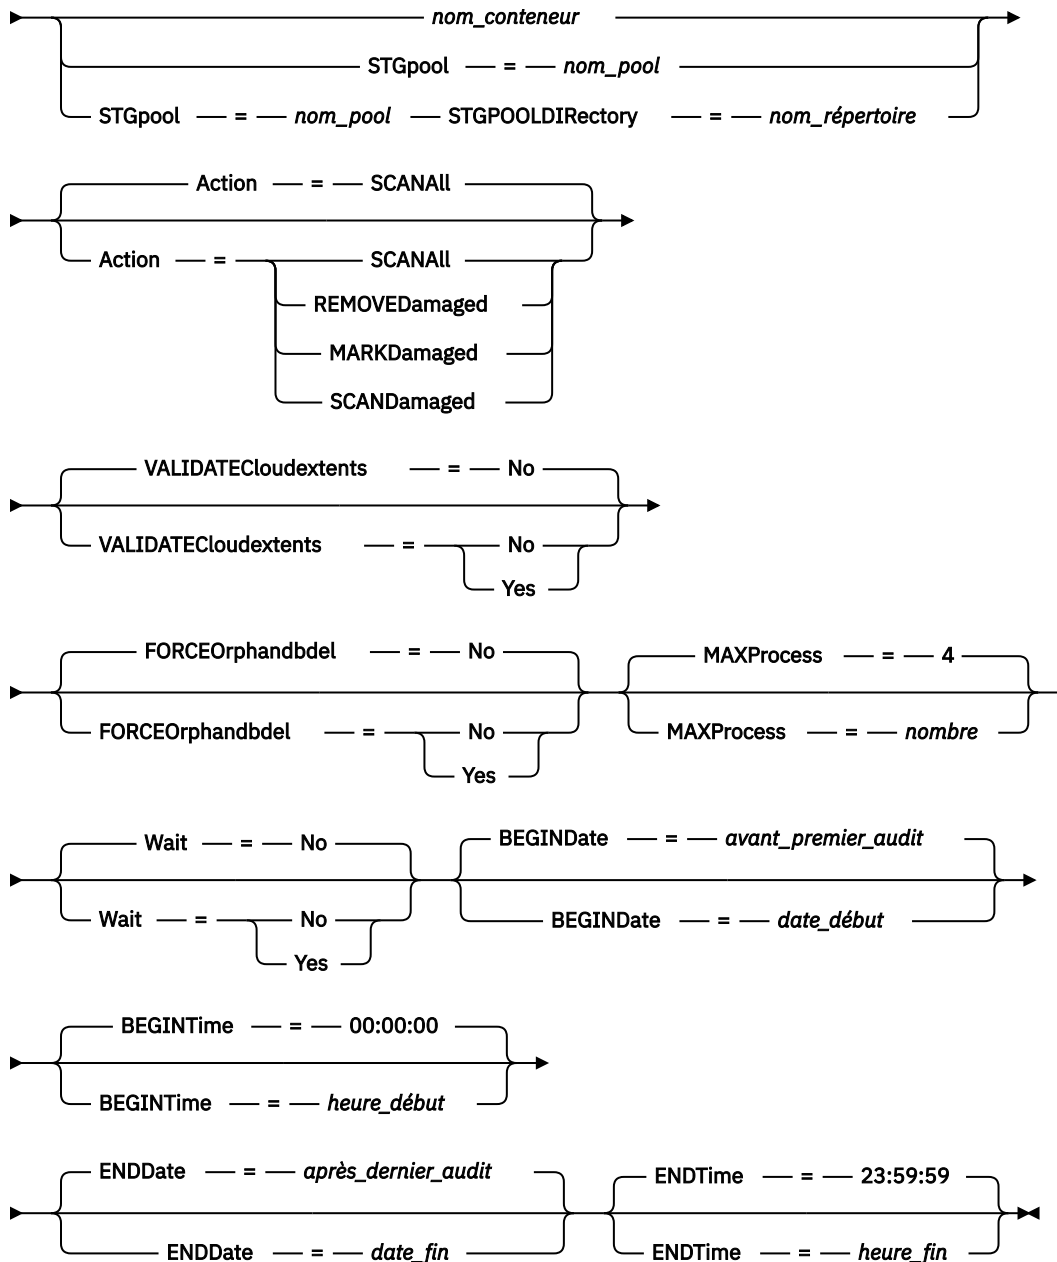 nom_conteneur
STGpool = nom_pool
STGpool = nom_pool STGPOOLDIRectory = nom_répertoire
Action = SCANAll
Action = SCANAll
REMOVEDamaged
MARKDamaged
SCANDamaged
VALIDATECloudextents = No
VALIDATECloudextents = No
Yes
FORCEOrphandbdel = No
MAXProcess = 4
FORCEOrphandbdel = No
MAXProcess = nombre
Yes
Wait = No
BEGINDate = avant_premier_audit
Wait = No
BEGINDate = date_début
Yes
BEGINTime = 00:00:00
BEGINTime = heure_début
ENDDate = après_dernier_audit
ENDTime = 23:59:59
ENDDate = date_fin
ENDTime = heure_fin